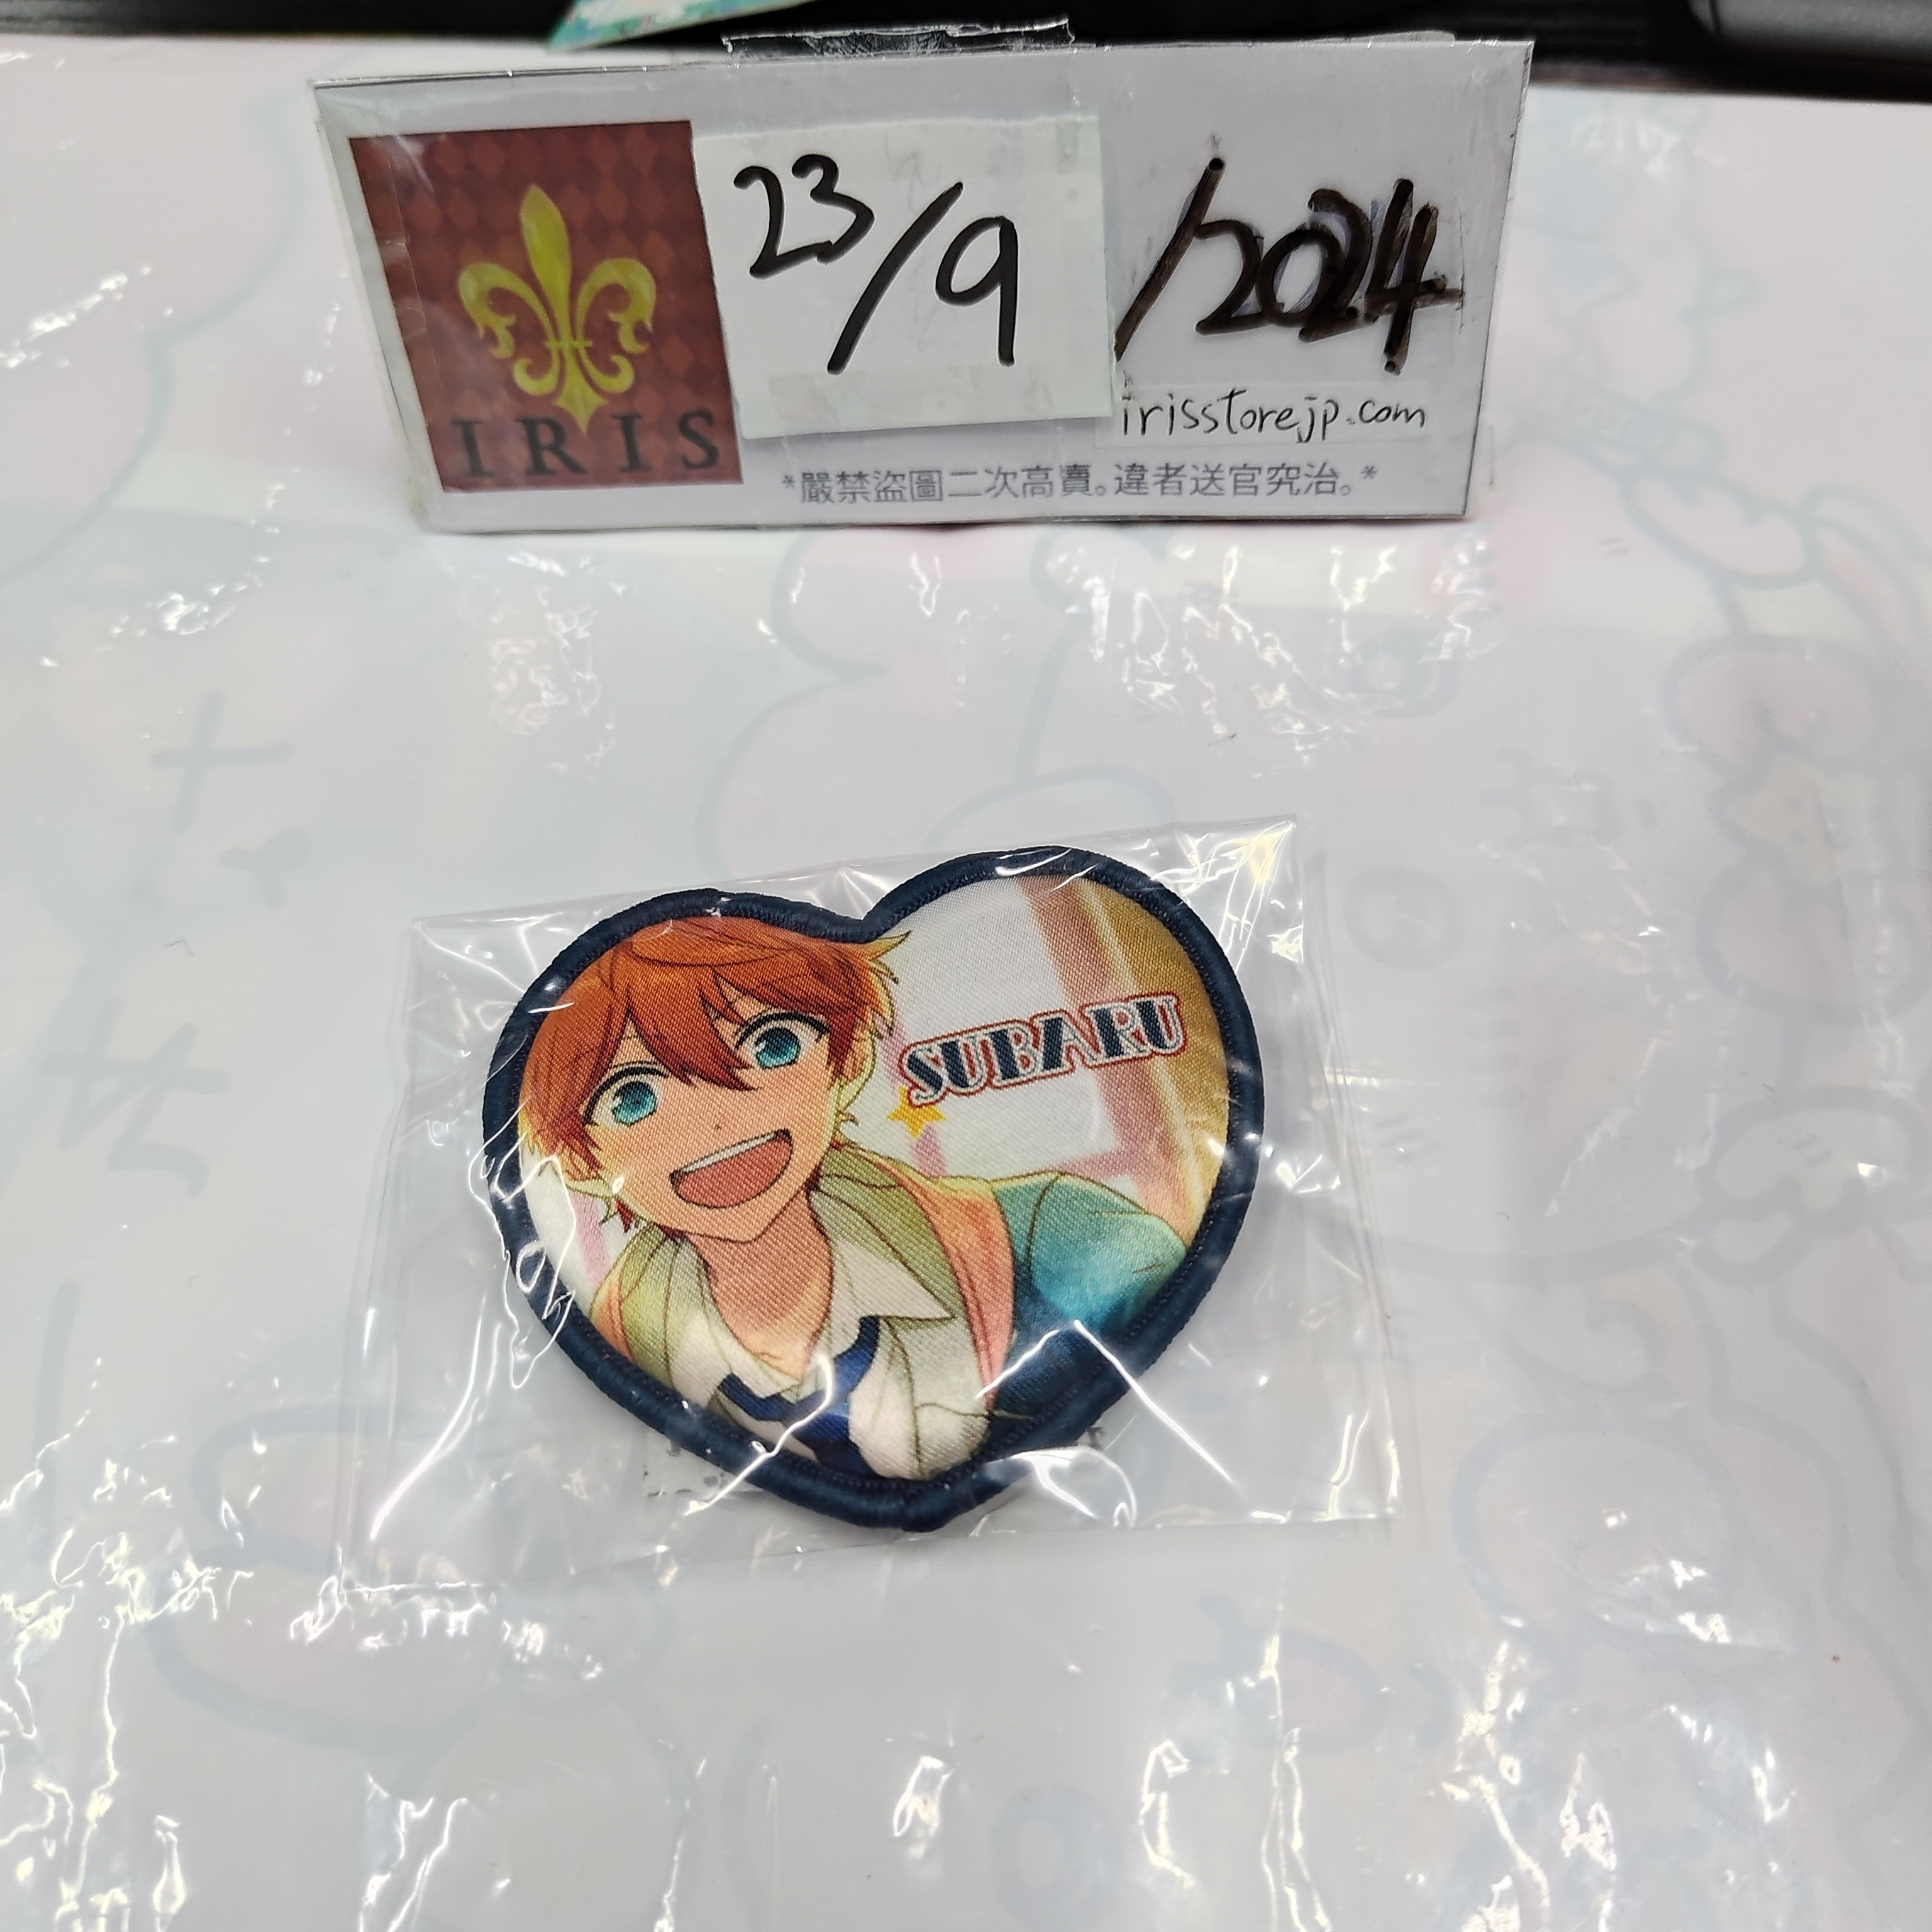 23/9/2024
IRIS
irisstorejp.com
*嚴禁盜圖二次高賣。違者送官究治。*
SUBARU